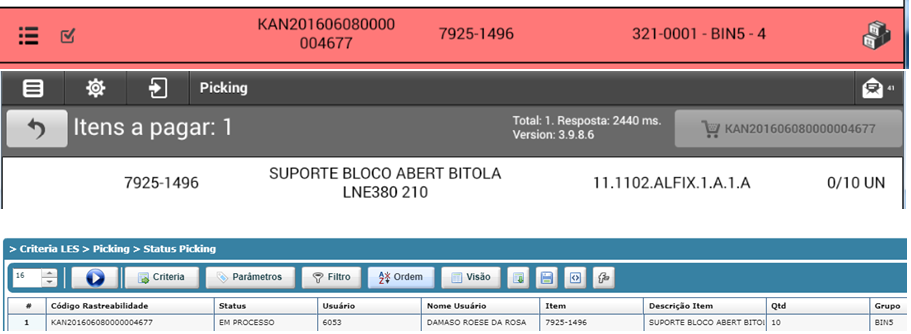 KAN201606080000
004677
7925-1496
321-0001 - BIN5 - 4
Picking
41
Itens a pagar: 1
Total: 1. Resposta: 2440 ms.
Version: 3.9.8.6
KAN201606080000004677
7925-1496
SUPORTE BLOCO ABERT BITOLA
LNE380 210
11.1102.ALFIX.1.A.1.A
0/10 UN
> Criteria LES > Picking > Status Picking
16
Criteria
Parâmetros
Filtro
Ordem
Visão
# Código Rastreabilidade Status Usuário Nome Usuário Item Descrição Item Qtd Grupo
1 KAN201606080000004677 EM PROCESSO 6053 DAMASO ROESE DA ROSA 7925-1496 SUPORTE BLOCO ABERT BITOL 10 BIN5